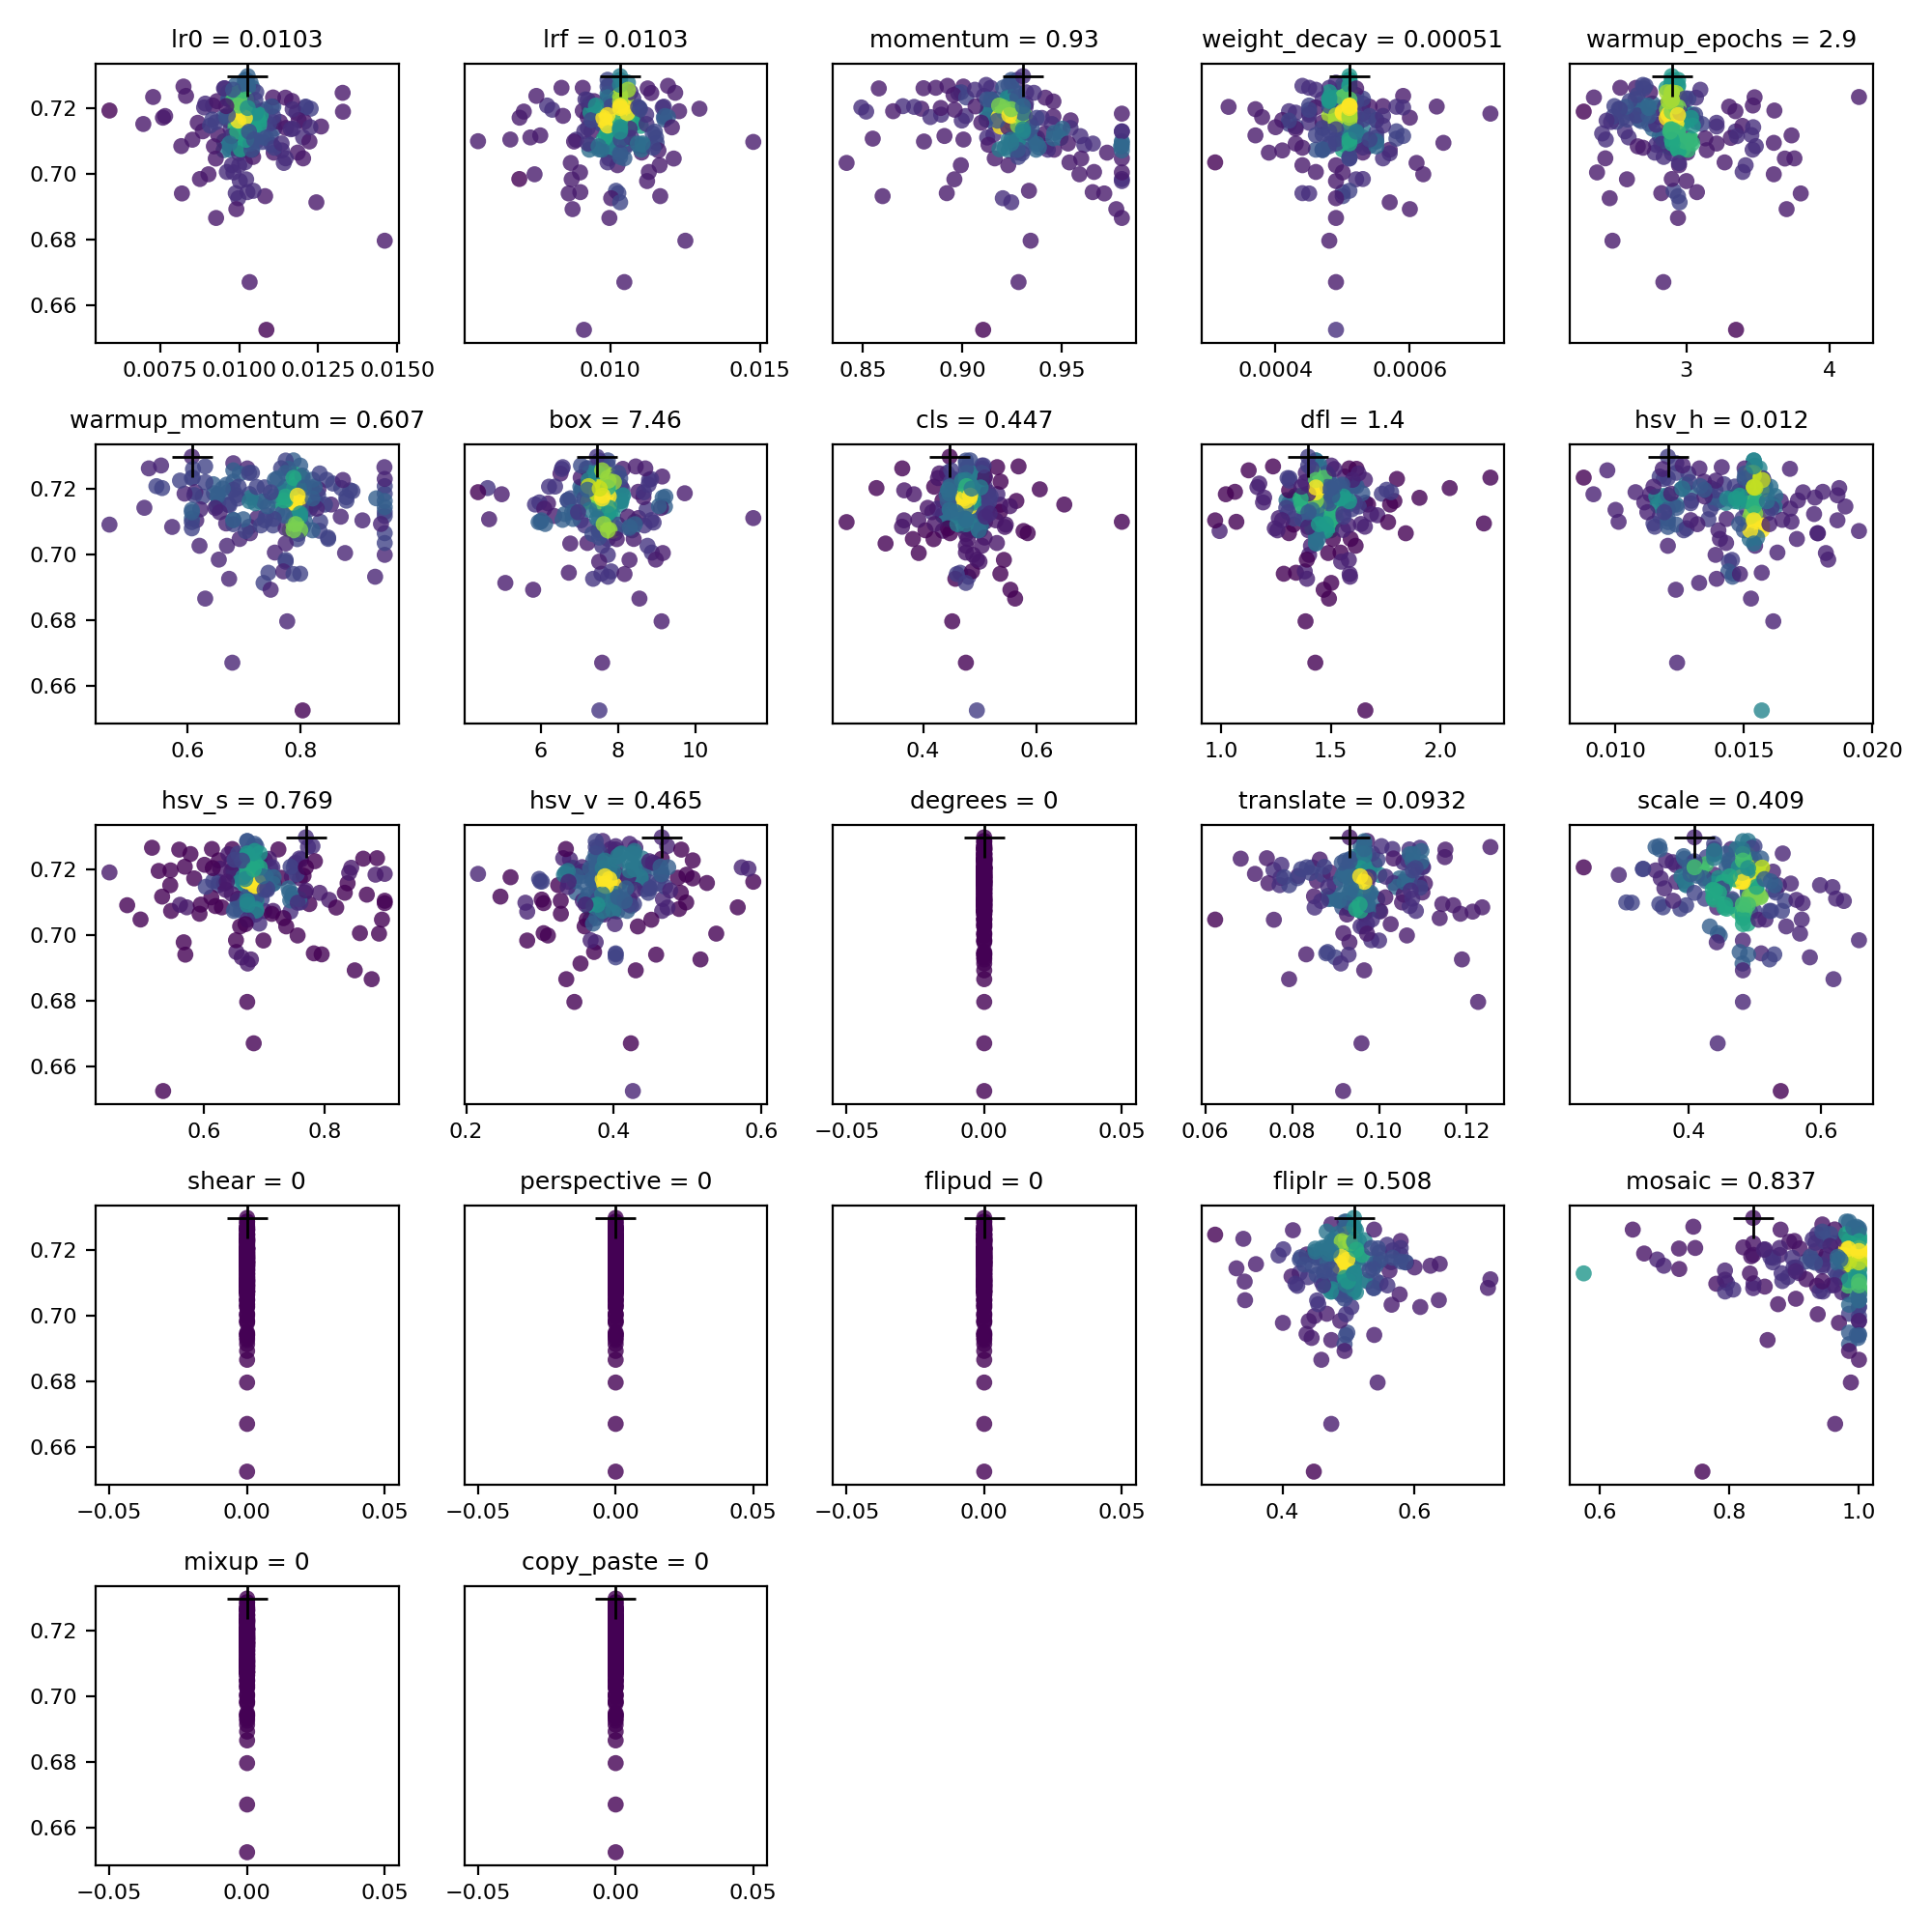 lr0 = 0.0103
lrf = 0.0103
momentum = 0.93
weight_decay = 0.00051
warmup_epochs = 2.9
0.72
0.70
0.68
0.66
0.0075 0.0100 0.0125 0.0150
0.010 0.015
0.85 0.90 0.95
0.0004 0.0006
3 4
warmup_momentum = 0.607
box = 7.46
cls = 0.447
dfl = 1.4
hsv_h = 0.012
0.72
0.70
0.68
0.66
0.6 0.8
6 8 10
0.4 0.6
1.0 1.5 2.0
0.010 0.015 0.020
hsv_s = 0.769
hsv_v = 0.465
degrees = 0
translate = 0.0932
scale = 0.409
0.72
0.70
0.68
0.66
0.6 0.8
0.2 0.4 0.6
−0.05 0.00 0.05
0.06 0.08 0.10 0.12
0.4 0.6
shear = 0
perspective = 0
flipud = 0
fliplr = 0.508
mosaic = 0.837
0.72
0.70
0.68
0.66
−0.05 0.00 0.05
−0.05 0.00 0.05
−0.05 0.00 0.05
0.4 0.6
0.6 0.8 1.0
mixup = 0
copy_paste = 0
0.72
0.70
0.68
0.66
−0.05 0.00 0.05
−0.05 0.00 0.05